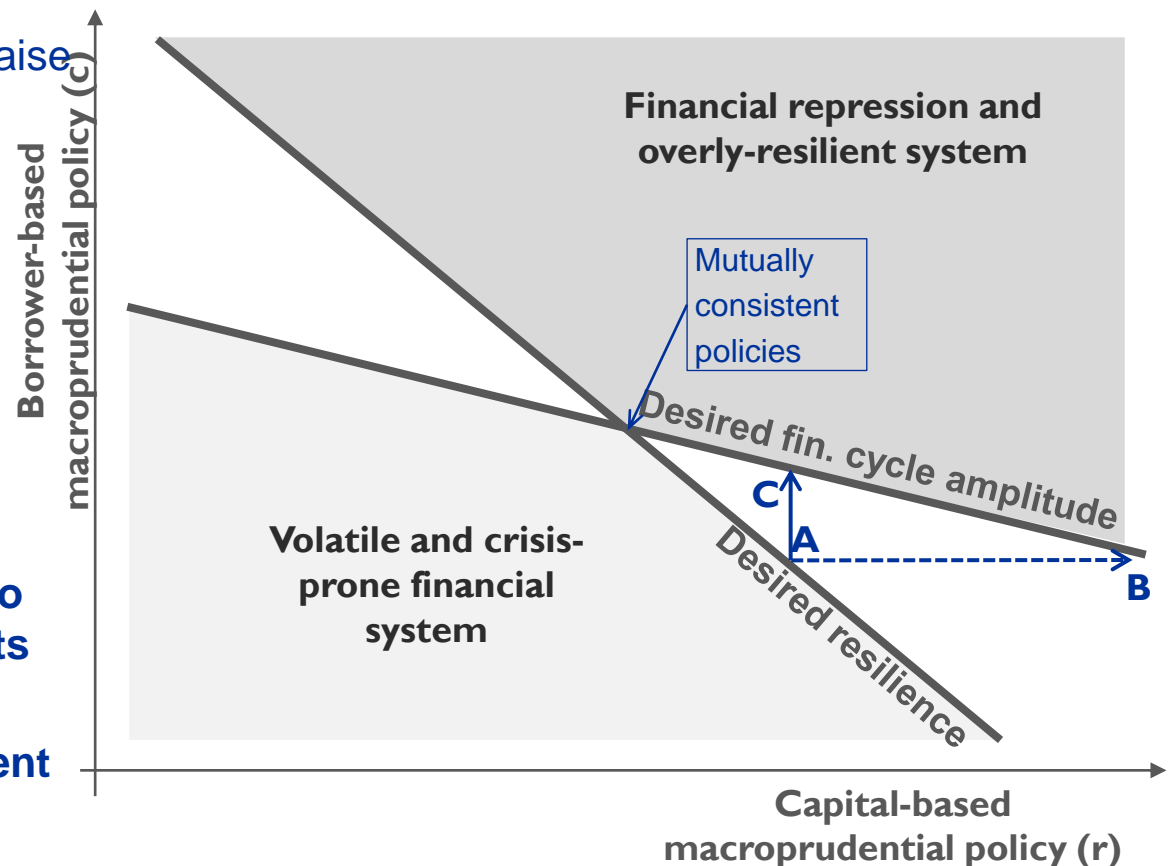 aise
Borrower-based
macroprudential policy (c)
Financial repression and
overly-resilient system
Mutually
consistent
policies
Desired fin. cycle amplitude
C
A
B
Desired resilience
Volatile and crisis-
prone financial
system
o
ts
ent
Capital-based
macroprudential policy (r)